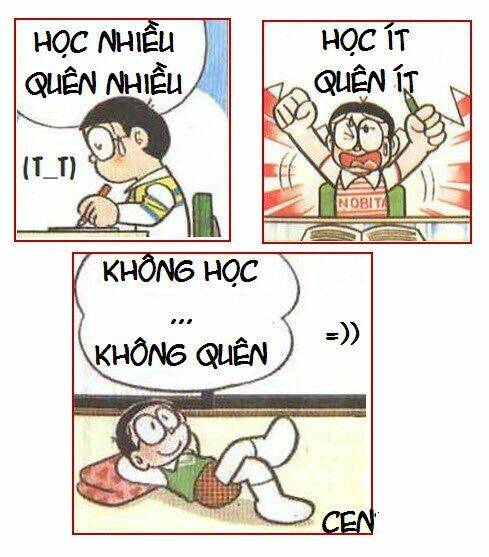 HỌC NHIỀU
QUÊN NHIỀU
(T_T)
HỌC ÍT
QUÊN ÍT
NOBITA
KHÔNG HỌC
...
KHÔNG QUÊN
=))
CEN